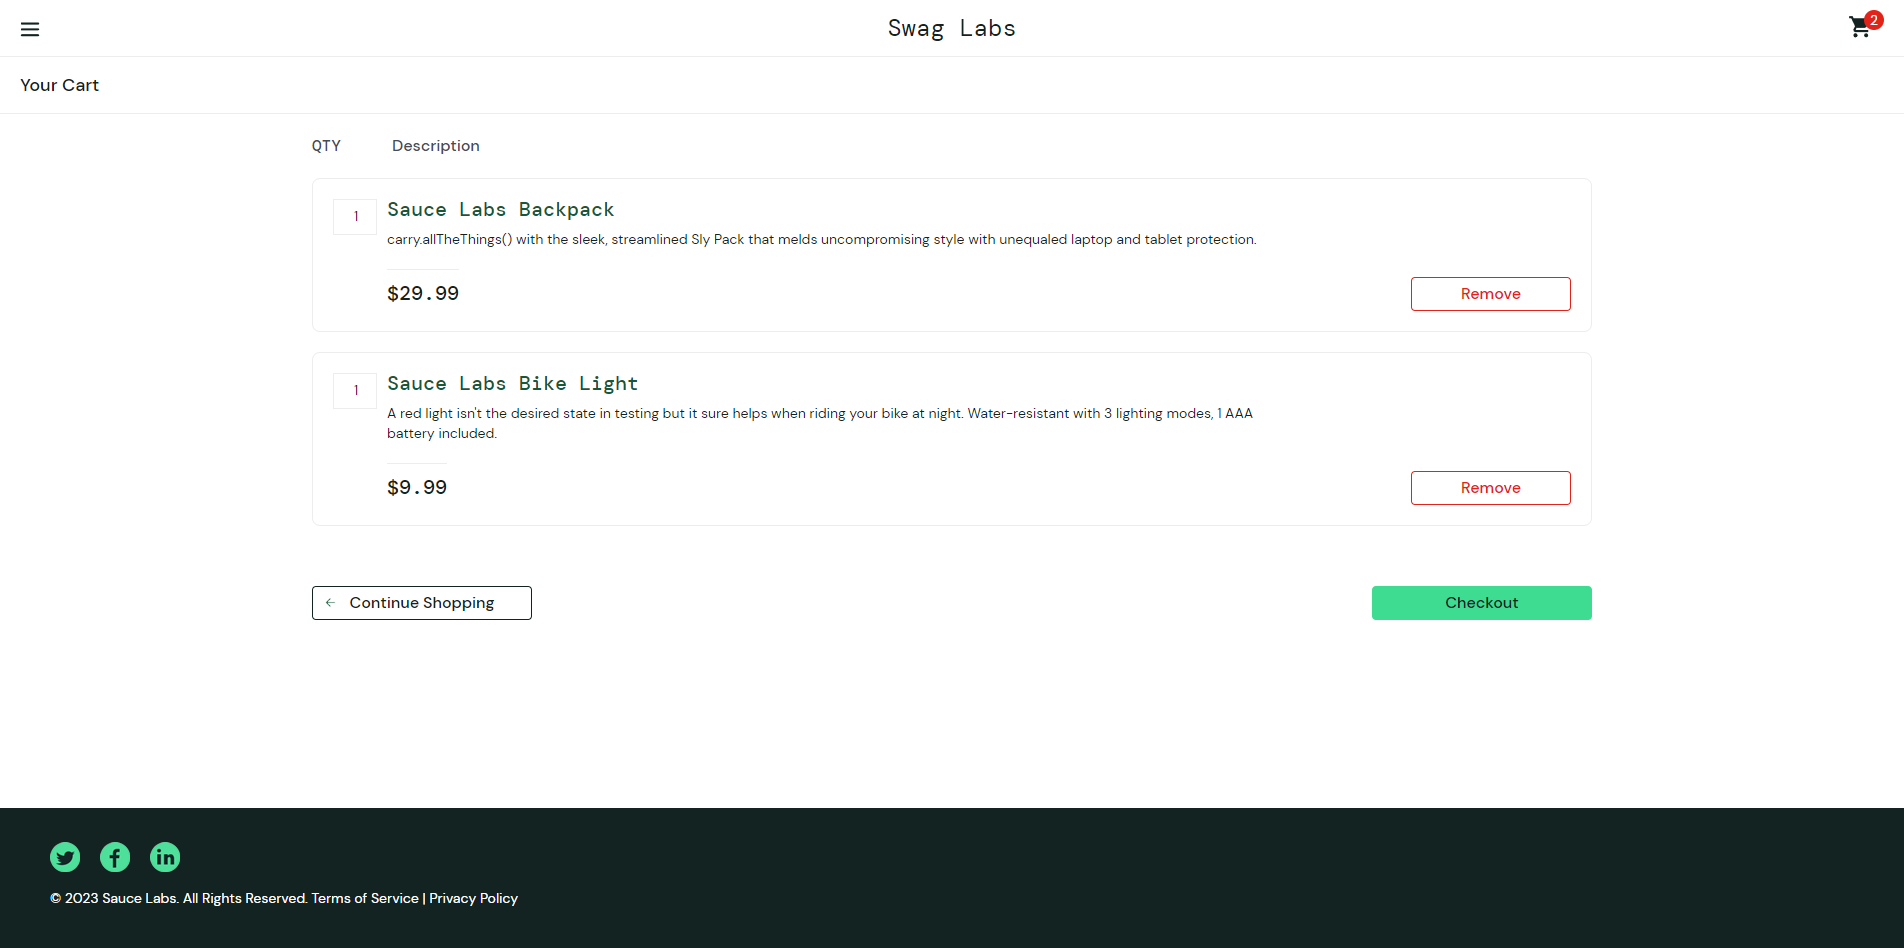 Swag Labs
2
Your Cart
QTY Description
1
Sauce Labs Backpack
carry.allTheThings() with the sleek, streamlined Sly Pack that melds uncompromising style with unequaled laptop and tablet protection.
$29.99
Remove
1
Sauce Labs Bike Light
A red light isn't the desired state in testing but it sure helps when riding your bike at night. Water-resistant with 3 lighting modes, 1 AAA
battery included.
$9.99
Remove
Continue Shopping
Checkout
© 2023 Sauce Labs. All Rights Reserved. Terms of Service | Privacy Policy